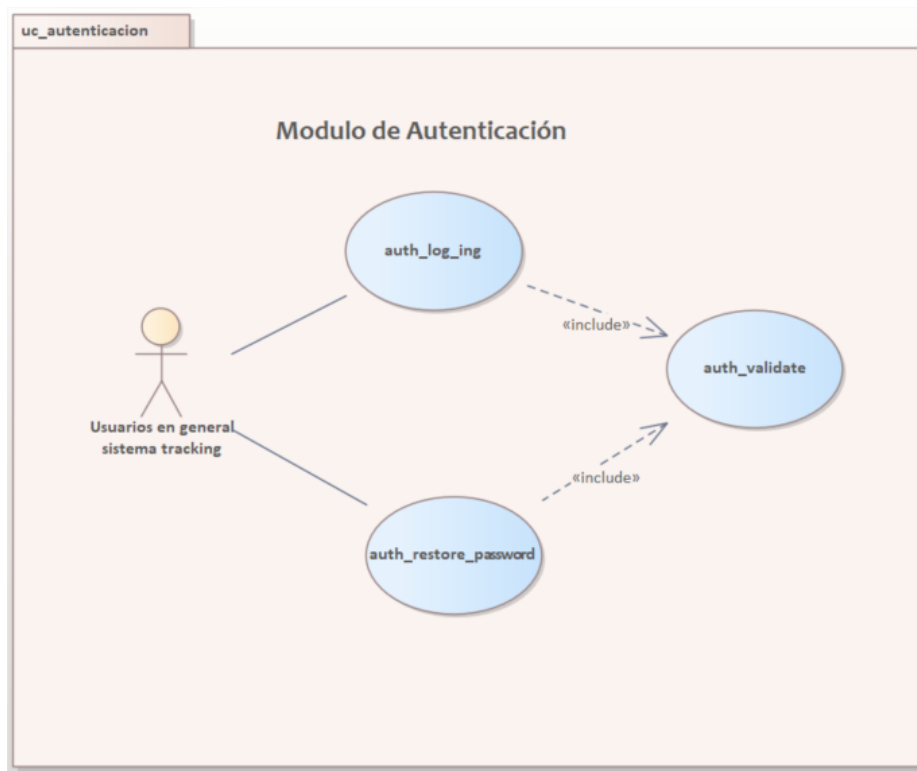 uc_autenticacion
Modulo de Autenticación
auth_log_ing
«include»
auth_validate
Usuarios en general
sistema tracking
«include»
auth_restore_password